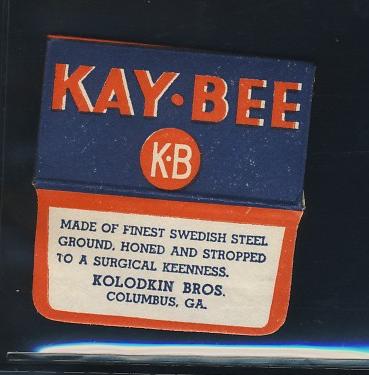 KAY·BEE
K·B
MADE OF FINEST SWEDISH STEEL
GROUND, HONED AND STROPPED
TO A SURGICAL KEENNESS.
KOLODKIN BROS.
COLUMBUS, GA.